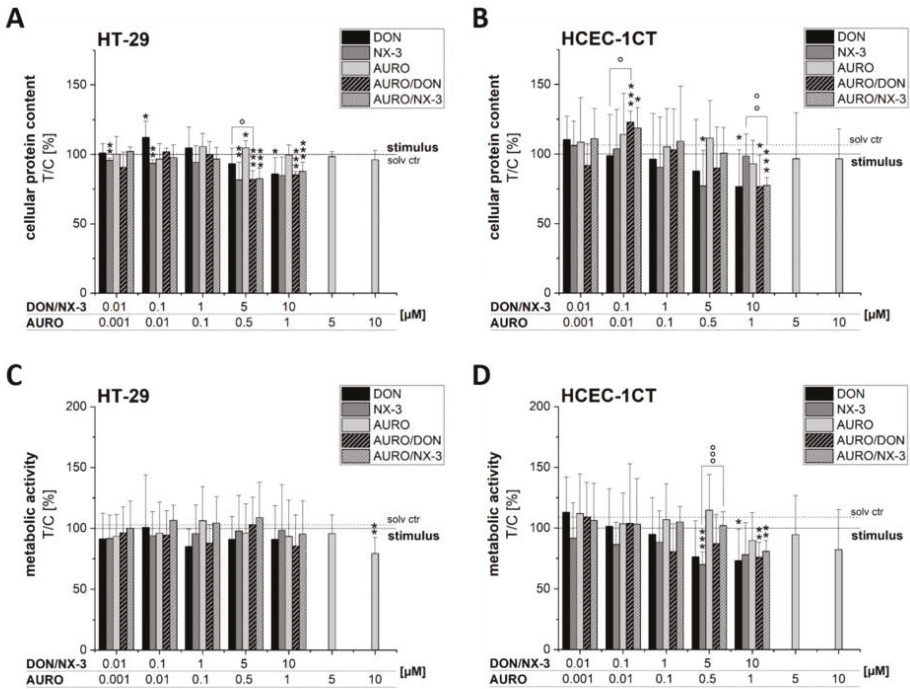 A
HT-29
DON
NX-3
AURO
AURO/DON
AURO/NX-3
cellular protein content
T/C [%]
150
100
50
0
stimulus
solv ctr
DON/NX-3 0.01 0.1 1 5 10
AURO 0.001 0.01 0.1 0.5 1 5 10
[µM]
B
HCEC-1CT
DON
NX-3
AURO
AURO/DON
AURO/NX-3
cellular protein content
T/C [%]
150
100
50
0
solv ctr
stimulus
DON/NX-3 0.01 0.1 1 5 10
AURO 0.001 0.01 0.1 0.5 1 5 10
[µM]
C
HT-29
DON
NX-3
AURO
AURO/DON
AURO/NX-3
metabolic activity
T/C [%]
200
150
100
50
0
solv ctr
stimulus
DON/NX-3 0.01 0.1 1 5 10
AURO 0.001 0.01 0.1 0.5 1 5 10
[µM]
D
HCEC-1CT
DON
NX-3
AURO
AURO/DON
AURO/NX-3
metabolic activity
T/C [%]
200
150
100
50
0
solv ctr
stimulus
DON/NX-3 0.01 0.1 1 5 10
AURO 0.001 0.01 0.1 0.5 1 5 10
[µM]